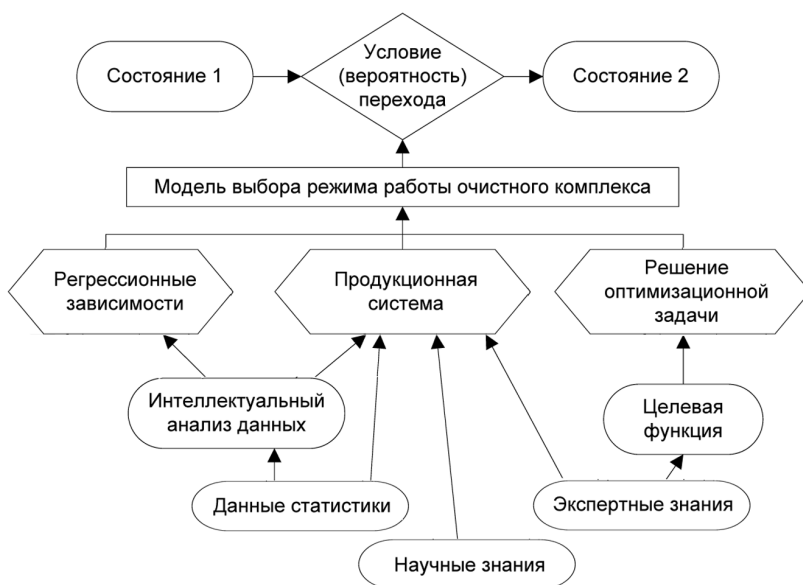 Состояние 1
Условие
(вероятность)
перехода
Состояние 2
Модель выбора режима работы очистного комплекса
Регрессионные
зависимости
Продукционная
система
Решение
оптимизационной
задачи
Интеллектуальный
анализ данных
Целевая
функция
Данные статистики
Экспертные знания
Научные знания